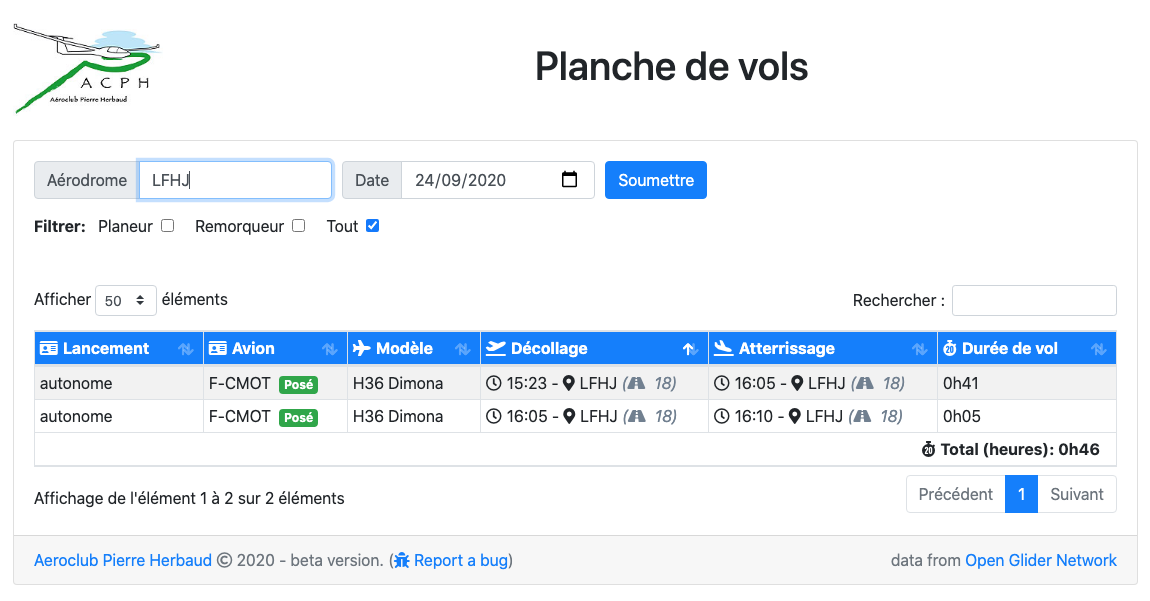 A C P H
Aéroclub Pierre Herbaud
Planche de vols
Aérodrome LFHJ Date 24/09/2020 Soumettre
Filtrer: Planeur Remorqueur Tout
Afficher 50 éléments Rechercher :
Lancement Avion Modèle Décollage Atterrissage Durée de vol
autonome F-CMOT Posé H36 Dimona 15:23 - LFHJ ( 18) 16:05 - LFHJ ( 18) 0h41
autonome F-CMOT Posé H36 Dimona 16:05 - LFHJ ( 18) 16:10 - LFHJ ( 18) 0h05
Total (heures): 0h46
Affichage de l'élément 1 à 2 sur 2 éléments Précédent 1 Suivant
Aeroclub Pierre Herbaud © 2020 - beta version. ( Report a bug) data from Open Glider Network